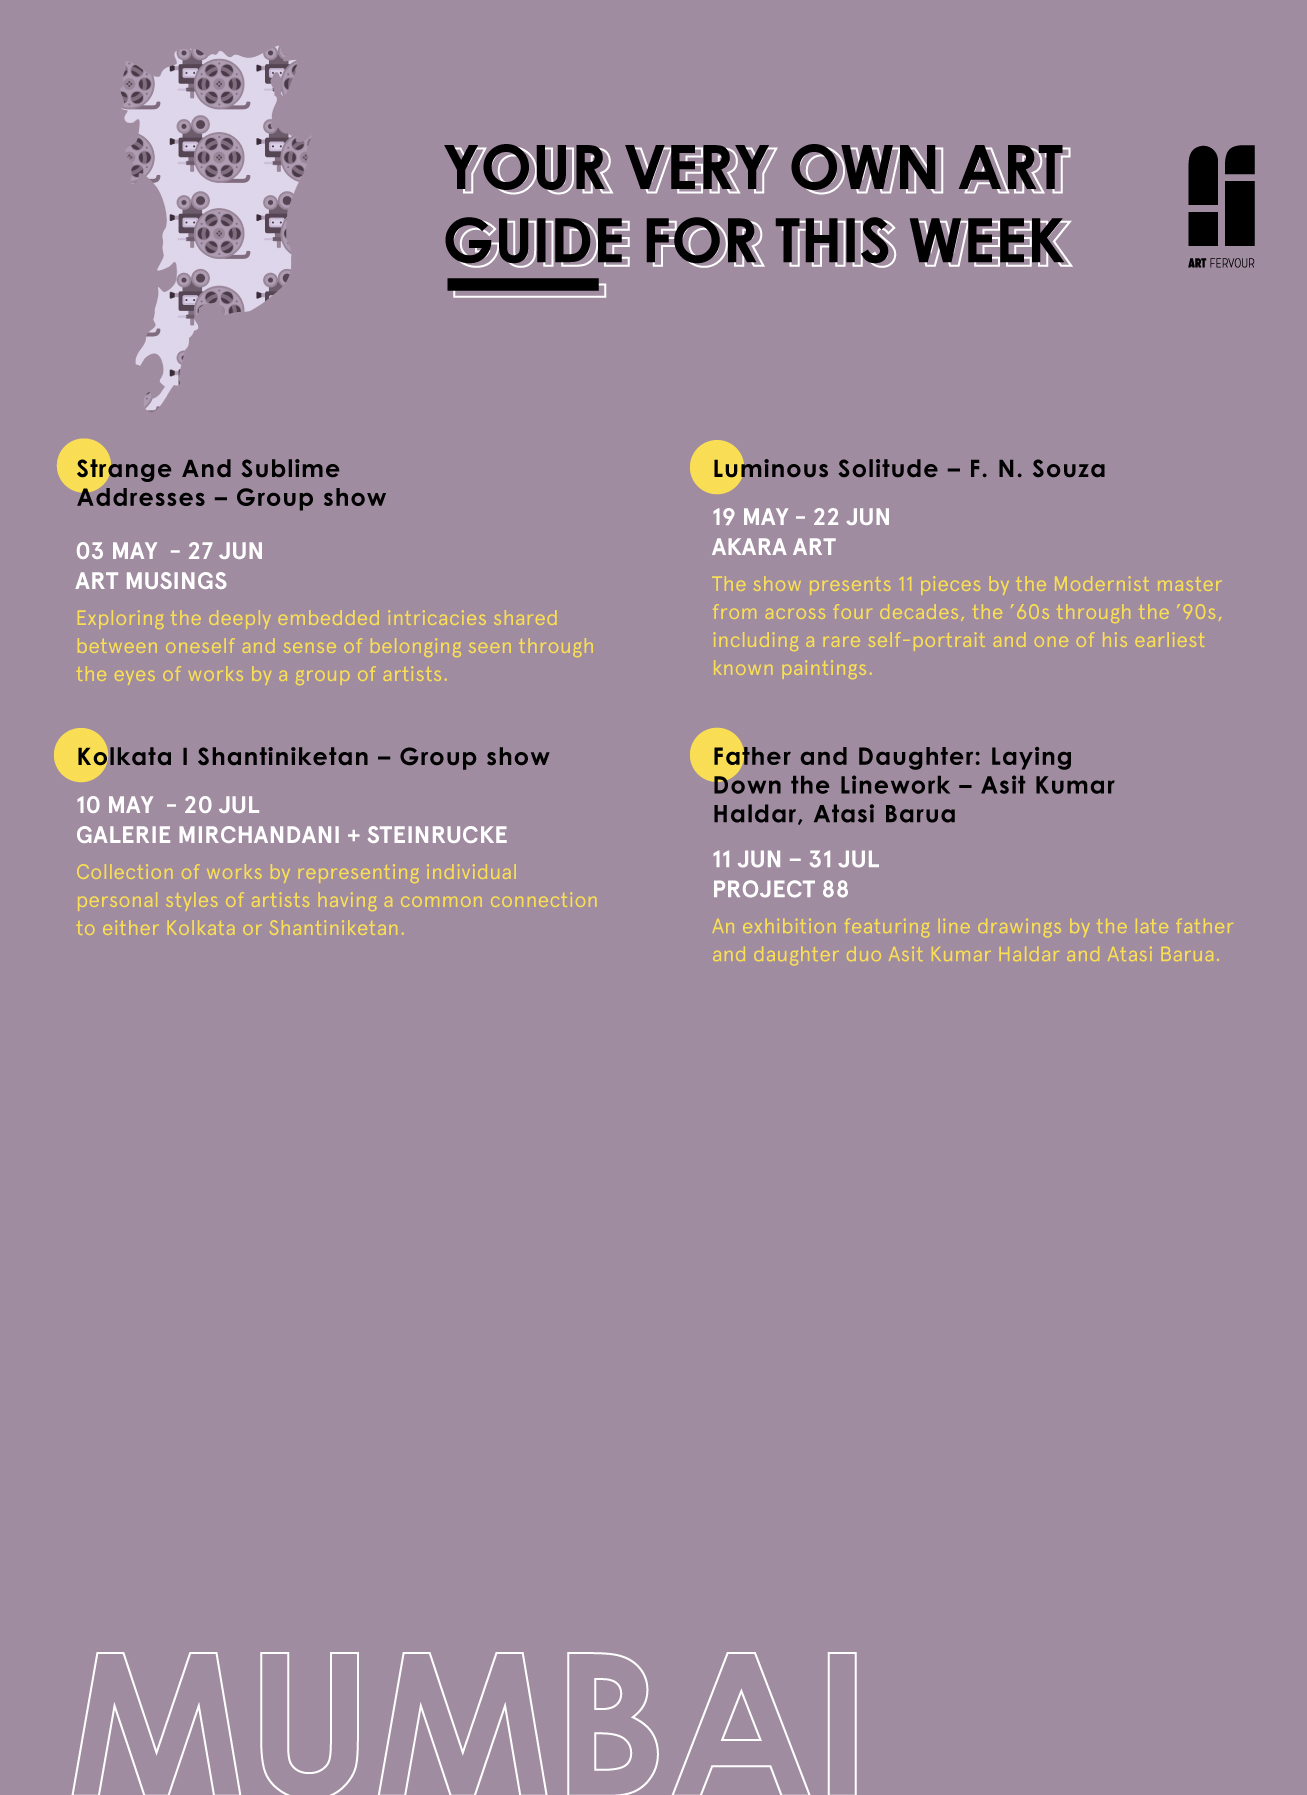 YOUR VERY OWN ART
GUIDE FOR THIS WEEK
ART FERVOUR
Strange And Sublime
Addresses – Group show
03 MAY  - 27 JUN
ART MUSINGS
Exploring the deeply embedded intricacies shared
between oneself and sense of belonging seen through
the eyes of works by a group of artists.
Luminous Solitude – F. N. Souza
19 MAY - 22 JUN
AKARA ART
The show presents 11 pieces by the Modernist master
from across four decades, the ’60s through the ’90s,
including a rare self-portrait and one of his earliest
known paintings.
Kolkata I Shantiniketan – Group show
10 MAY  - 20 JUL
GALERIE MIRCHANDANI + STEINRUCKE
Collection of works by representing individual
personal styles of artists having a common connection
to either Kolkata or Shantiniketan.
Father and Daughter: Laying
Down the Linework – Asit Kumar
Haldar, Atasi Barua
11 JUN – 31 JUL
PROJECT 88
An exhibition featuring line drawings by the late father
and daughter duo Asit Kumar Haldar and Atasi Barua.
MUMBAI